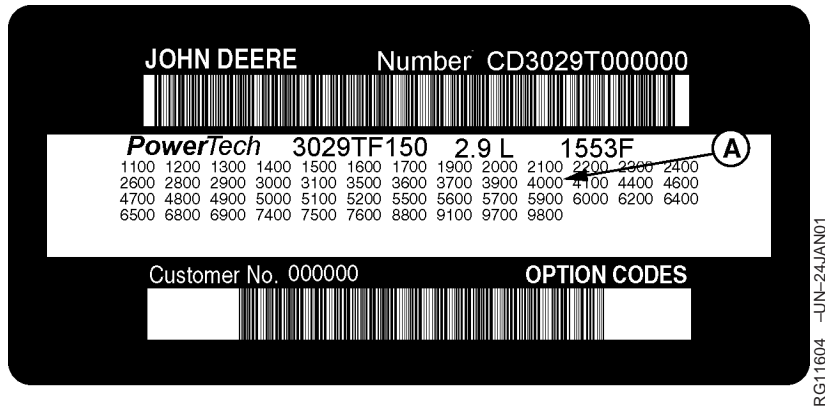 JOHN DEERE Number CD3029T000000
PowerTech 3029TF150 2.9 L 1553F
A
1100 1200 1300 1400 1500 1600 1700 1900 2000 2100 2200 2300 2400
2600 2800 2900 3000 3100 3500 3600 3700 3900 4000 4100 4400 4600
4700 4800 4900 5000 5100 5200 5500 5600 5700 5900 6000 6200 6400
6500 6800 6900 7400 7500 7600 8800 9100 9700 9800
Customer No. 000000 OPTION CODES
RG11604 –UN–24JAN01